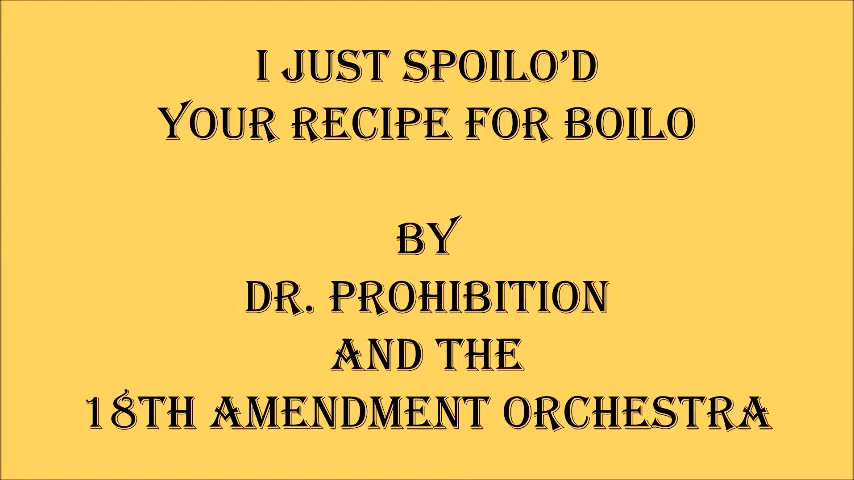 I JUST SPOILO’D
YOUR RECIPE FOR BOILO
BY
DR. PROHIBITION
AND THE
18TH AMENDMENT ORCHESTRA